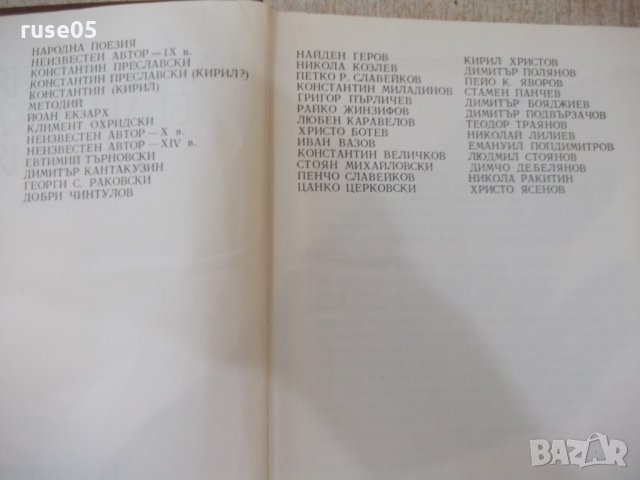 ruse05
НАРОДНА ПОЕЗИЯ
НЕИЗВЕСТЕН АВТОР — IX в.
КОНСТАНТИН ПРЕСЛАВСКИ
КОНСТАНТИН ПРЕСЛАВСКИ (КИРИЛ?)
КОНСТАНТИН (КИРИЛ)
МЕТОДИЙ
ЙОАН ЕКЗАРХ
КЛИМЕНТ ОХРИДСКИ
НЕИЗВЕСТЕН АВТОР — X в.
НЕИЗВЕСТЕН АВТОР — XIV в.
ЕВТИМИЙ ТЪРНОВСКИ
ДИМИТЪР КАНТАКУЗИН
ГЕОРГИ С. РАКОВСКИ
ДОБРИ ЧИНТУЛОВ
НАЙДЕН ГЕРОВ
НИКОЛА КОЗЛЕВ
ПЕТКО Р. СЛАВЕЙКОВ
КОНСТАНТИН МИЛАДИНОВ
ГРИГОР ПЪРЛИЧЕВ
РАЙКО ЖИНЗИФОВ
ЛЮБЕН КАРАВЕЛОВ
ХРИСТО БОТЕВ
ИВАН ВАЗОВ
КОНСТАНТИН ВЕЛИЧКОВ
СТОЯН МИХАЙЛОВСКИ
ПЕНЧО СЛАВЕЙКОВ
ЦАНКО ЦЕРКОВСКИ
КИРИЛ ХРИСТОВ
ДИМИТЪР ПОЛЯНОВ
ПЕЙО К. ЯВОРОВ
СТАМЕН ПАНЧЕВ
ДИМИТЪР БОЯДЖИЕВ
ДИМИТЪР ПОДВЪРЗАЧОВ
ТЕОДОР ТРАЯНОВ
НИКОЛАЙ ЛИЛИЕВ
ЕМАНУИЛ ПОПДИМИТРОВ
ЛЮДМИЛ СТОЯНОВ
ДИМЧО ДЕБЕЛЯНОВ
НИКОЛА РАКИТИН
ХРИСТО ЯСЕНОВ
BAZAR